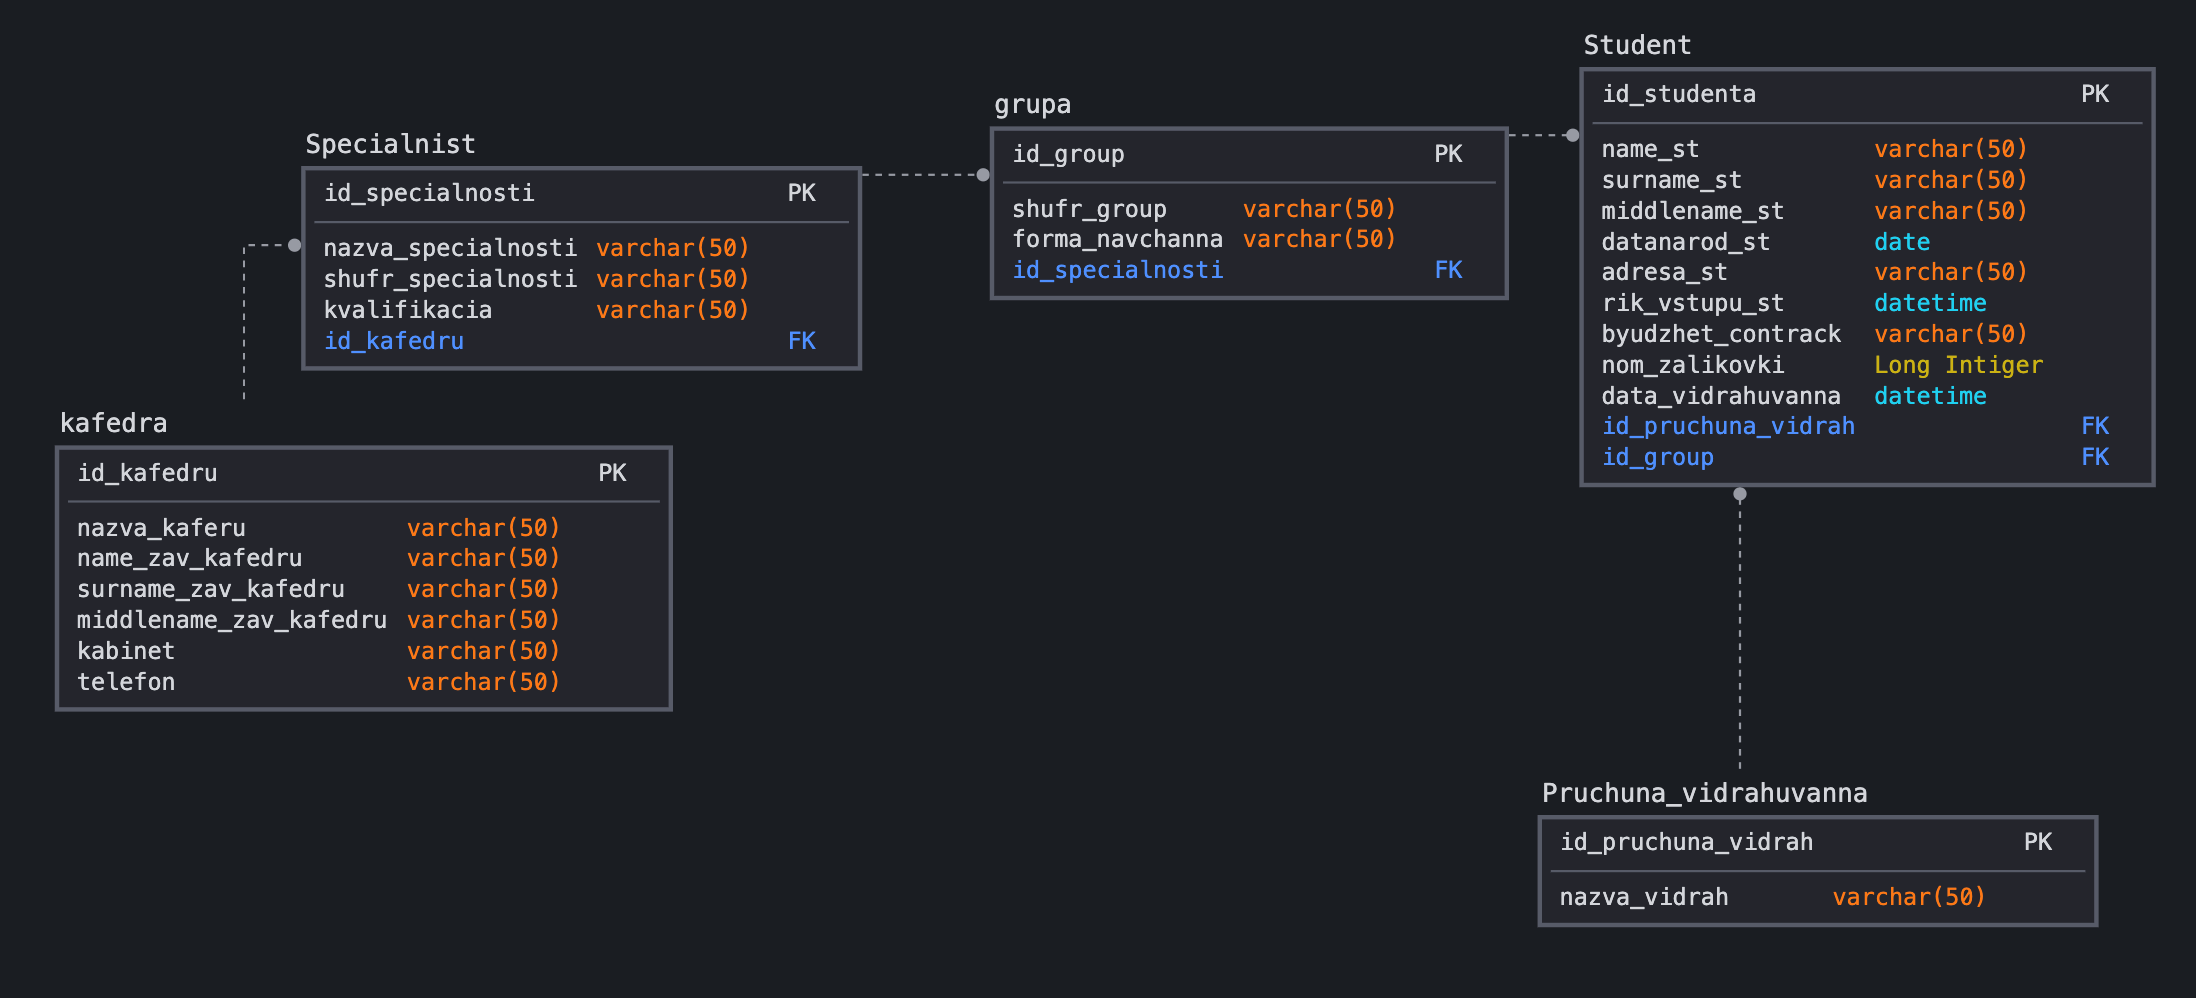 Student
id_studenta PK
name_st varchar(50)
surname_st varchar(50)
middlename_st varchar(50)
datanarod_st date
adresa_st varchar(50)
rik_vstupu_st datetime
byudzhet_contrack varchar(50)
nom_zalikovki Long Intiger
data_vidrahuvanna datetime
id_pruchuna_vidrah FK
id_group FK
grupa
id_group PK
shufr_group varchar(50)
forma_navchanna varchar(50)
id_specialnosti FK
Specialnist
id_specialnosti PK
nazva_specialnosti varchar(50)
shufr_specialnosti varchar(50)
kvalifikacia varchar(50)
id_kafedru FK
kafedra
id_kafedru PK
nazva_kaferu varchar(50)
name_zav_kafedru varchar(50)
surname_zav_kafedru varchar(50)
middlename_zav_kafedru varchar(50)
kabinet varchar(50)
telefon varchar(50)
Pruchuna_vidrahuvanna
id_pruchuna_vidrah PK
nazva_vidrah varchar(50)